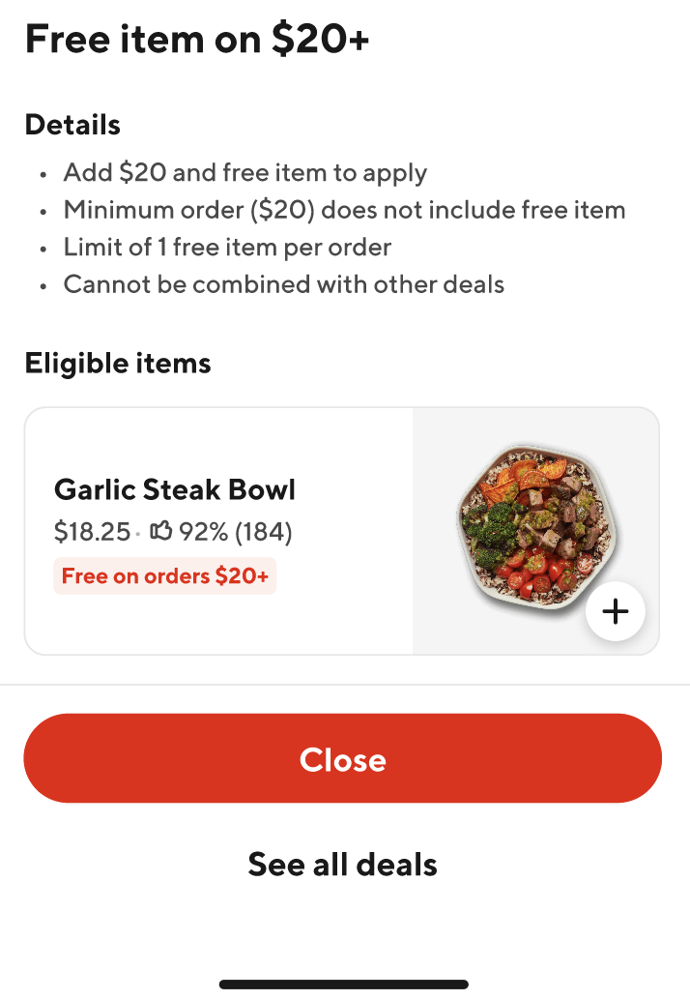 Free item on $20+
Details
• Add $20 and free item to apply
• Minimum order ($20) does not include free item
• Limit of 1 free item per order
• Cannot be combined with other deals
Eligible items
Garlic Steak Bowl
$18.25 · 92% (184)
Free on orders $20+
Close
See all deals